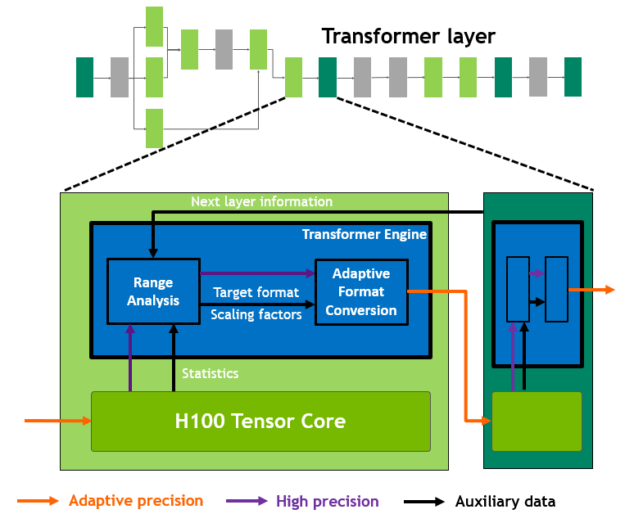 Transformer layer
Next layer information
Transformer Engine
Range
Analysis
Target format
Scaling factors
Adaptive
Format
Conversion
Statistics
H100 Tensor Core
Adaptive precision
High precision
Auxiliary data